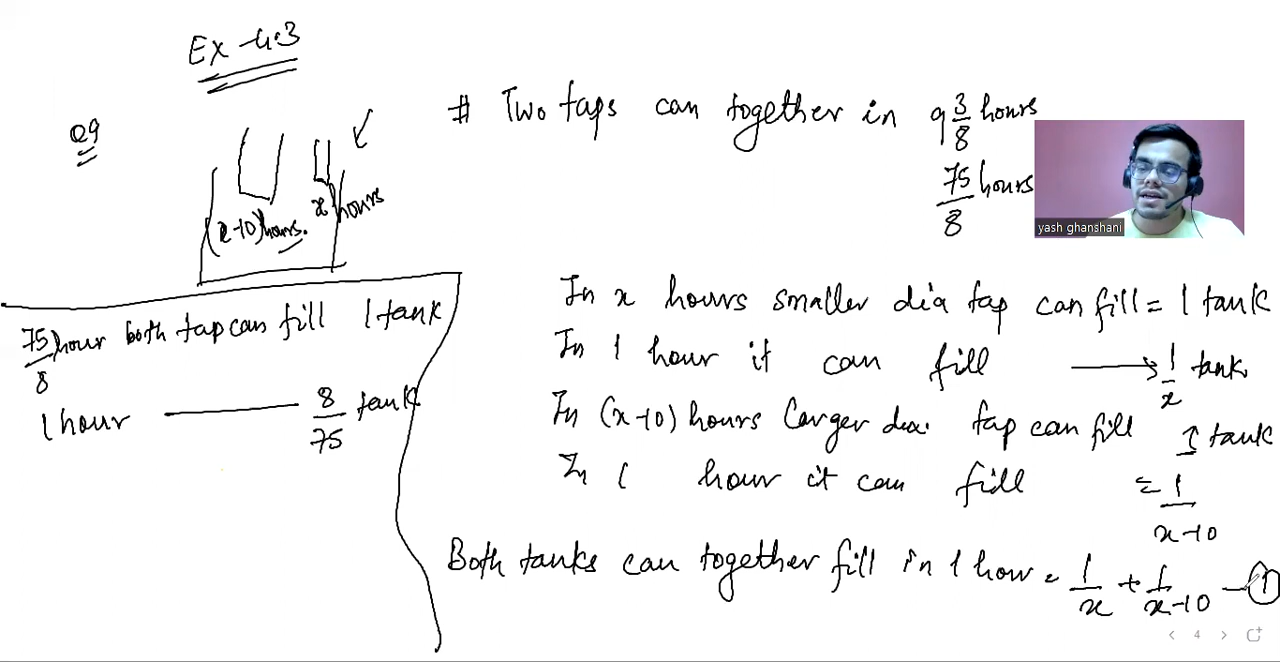 Ex-4.3
Q9
(x-10) hours. x hours
# Two taps can together in 9 3/8 hours
75/8 hours
yash ghanshani
75/8 hour both tap can fill 1 tank
1 hour —— 8/75 tank
In x hours smaller dia tap can fill = 1 tank
In 1 hour it can fill → 1/x tank
In (x-10) hours larger dia. tap can fill 1 tank
In 1 hour it can fill = 1/x-10
Both tanks can together fill in 1 hour = 1/x + 1/x-10 — ①
< 4 >